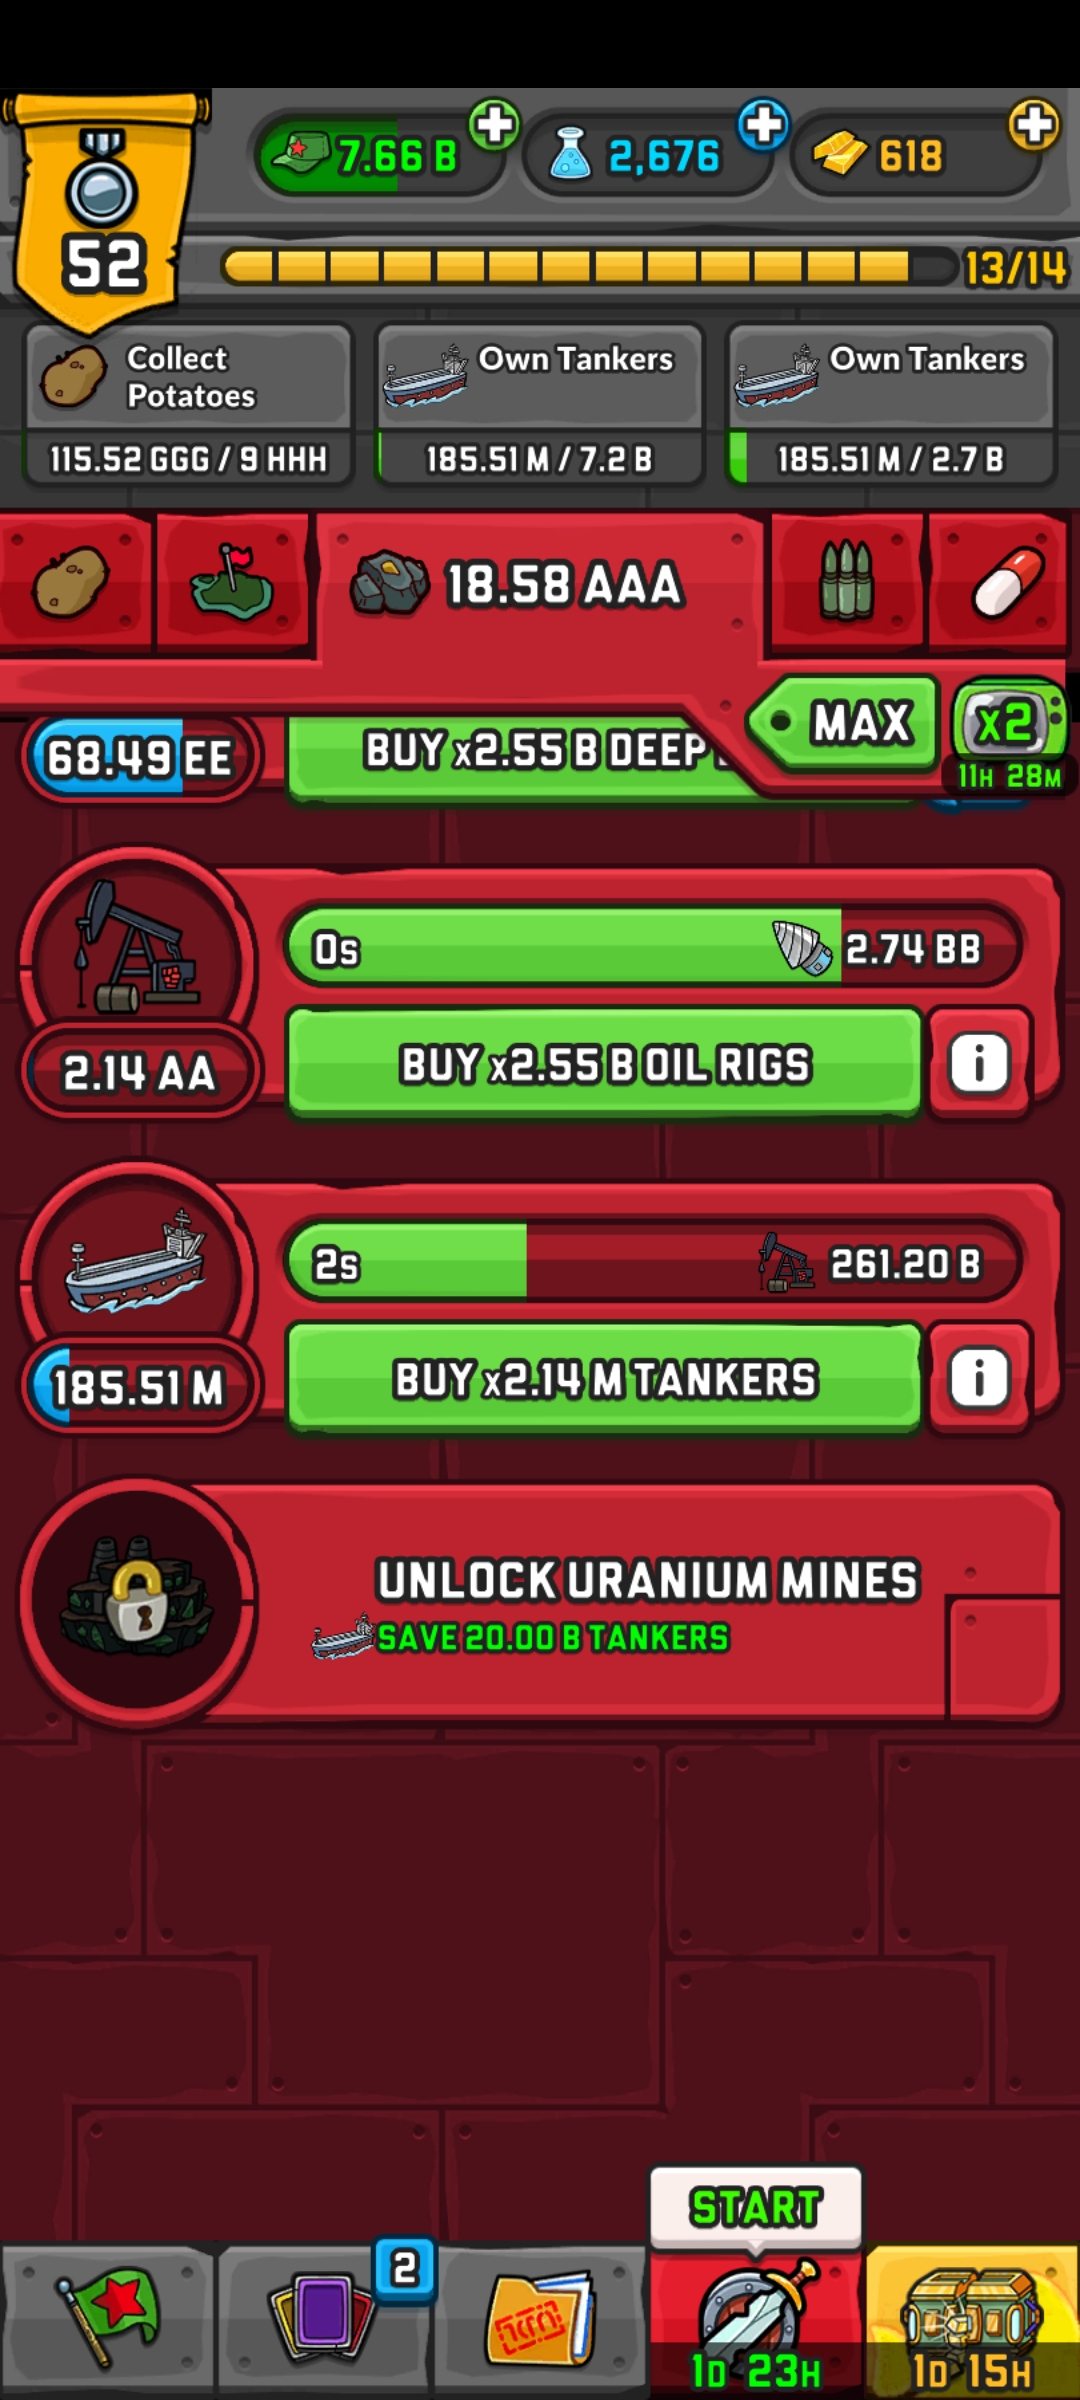 7.66 B
2,676
618
52
13/14
Collect
Potatoes
Own Tankers
Own Tankers
115.52 GGG / 9 HHH
185.51 M / 7.2 B
185.51 M / 2.7 B
18.58 AAA
MAX
x2
11H 28M
68.49 EE
BUY x2.55 B DEEP
0s
2.74 BB
2.14 AA
BUY x2.55 B OIL RIGS
i
2s
261.20 B
185.51 M
BUY x2.14 M TANKERS
i
UNLOCK URANIUM MINES
SAVE 20.00 B TANKERS
START
2
1D 23H
1D 15H